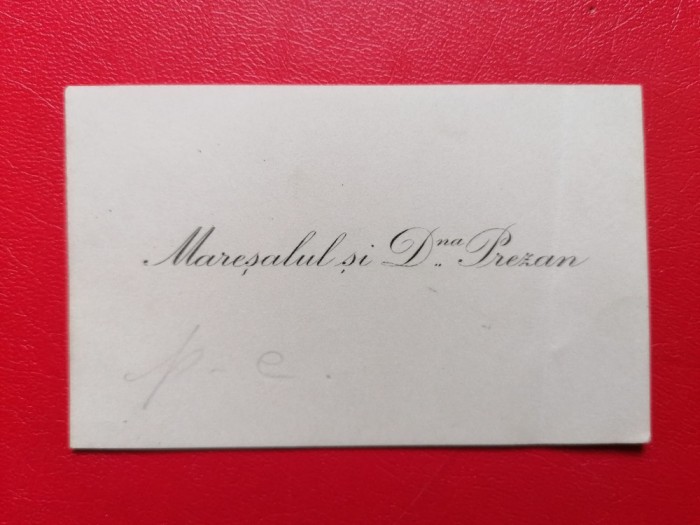 Mareșalul și D.na Prezan
p. c.